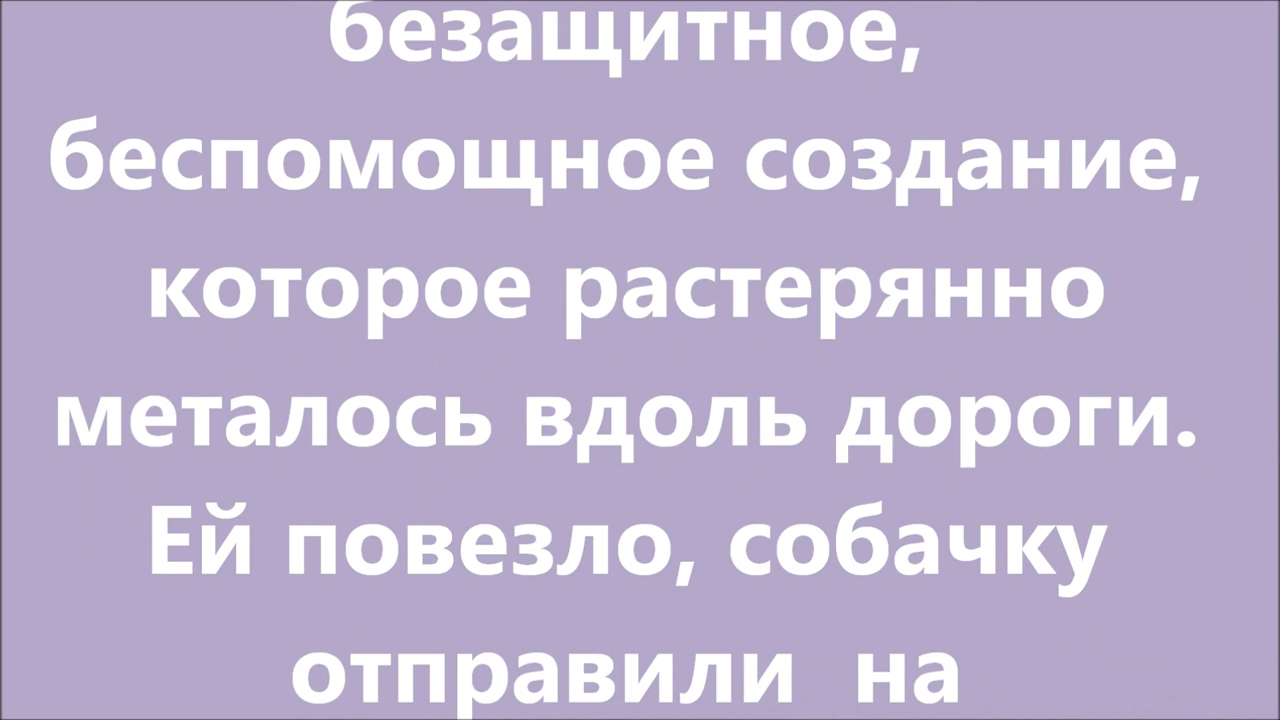 безащитное,
беспомощное создание,
которое растерянно
металось вдоль дороги.
Ей повезло, собачку
отправили на